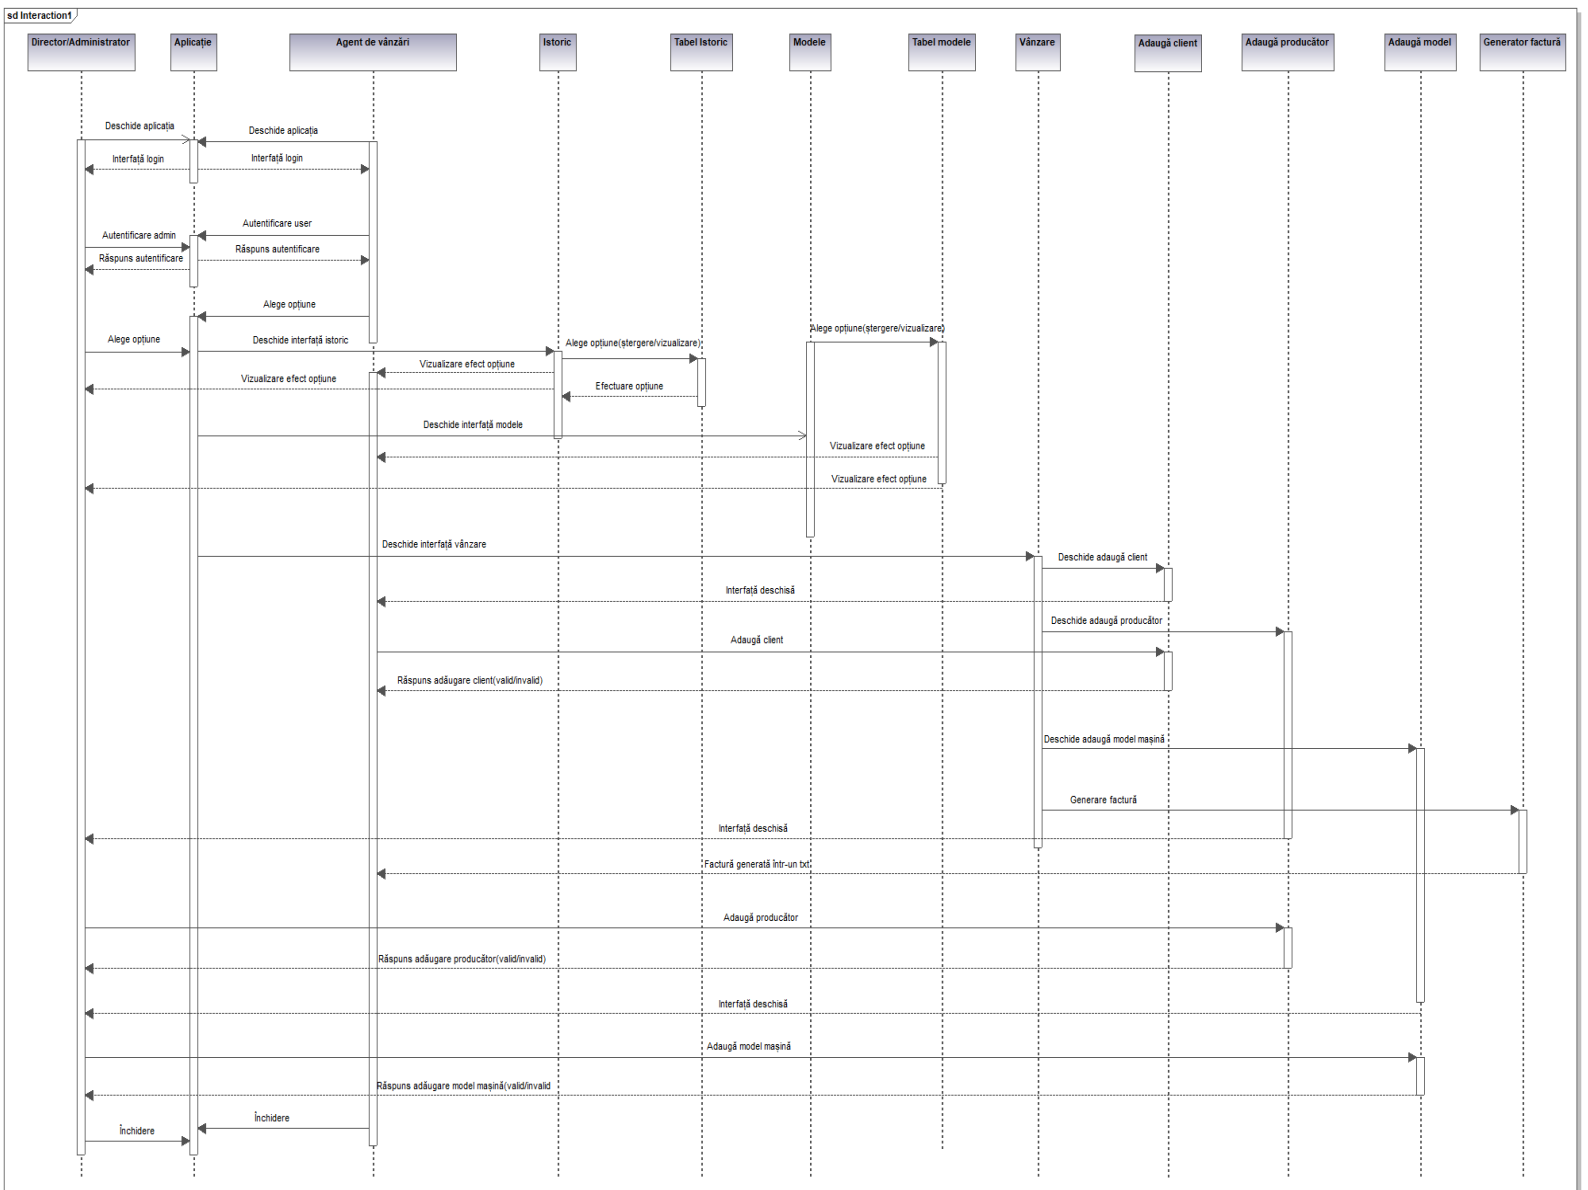 sd Interaction1
Director/Administrator
Aplicație
Agent de vânzări
Istoric
Tabel Istoric
Modele
Tabel modele
Vânzare
Adaugă client
Adaugă producător
Adaugă model
Generator factură
Deschide aplicația
Deschide aplicația
Interfață login
Interfață login
Autentificare user
Autentificare admin
Răspuns autentificare
Răspuns autentificare
Alege opțiune
Alege opțiune(ștergere/vizualizare)
Alege opțiune
Deschide interfață istoric
Alege opțiune(ștergere/vizualizare)
Vizualizare efect opțiune
Vizualizare efect opțiune
Efectuare opțiune
Deschide interfață modele
Vizualizare efect opțiune
Vizualizare efect opțiune
Deschide interfață vânzare
Deschide adaugă client
Interfață deschisă
Deschide adaugă producător
Adaugă client
Răspuns adăugare client(valid/invalid)
Deschide adaugă model mașină
Generare factură
Interfață deschisă
Factură generată într-un txt
Adaugă producător
Răspuns adăugare producător(valid/invalid)
Interfață deschisă
Adaugă model mașină
Răspuns adăugare model mașină(valid/invalid
Închidere
Închidere